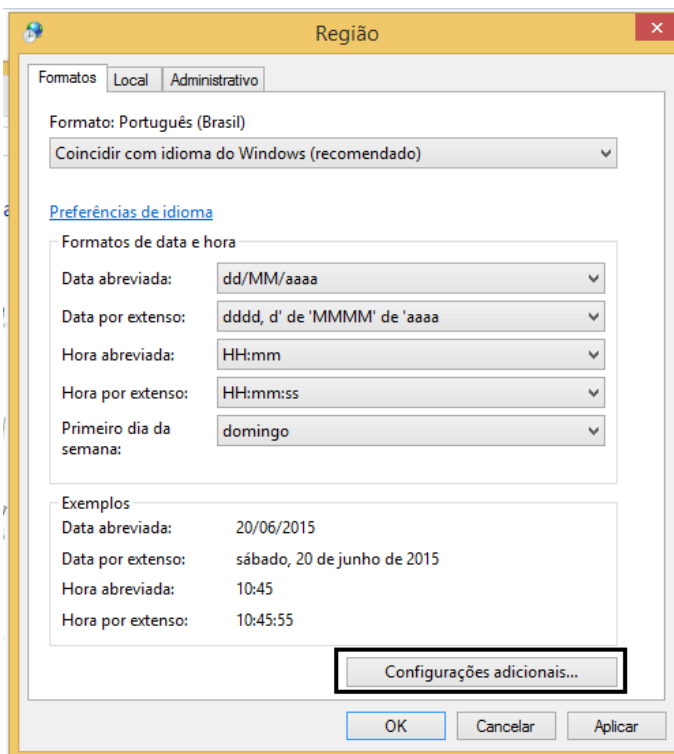 Região
Formatos Local Administrativo
Formato: Português (Brasil)
Coincidir com idioma do Windows (recomendado)
Preferências de idioma
Formatos de data e hora
Data abreviada: dd/MM/aaaa
Data por extenso: dddd, d' de 'MMMM' de 'aaaa
Hora abreviada: HH:mm
Hora por extenso: HH:mm:ss
Primeiro dia da
semana: domingo
Exemplos
Data abreviada: 20/06/2015
Data por extenso: sábado, 20 de junho de 2015
Hora abreviada: 10:45
Hora por extenso: 10:45:55
Configurações adicionais...
OK Cancelar Aplicar